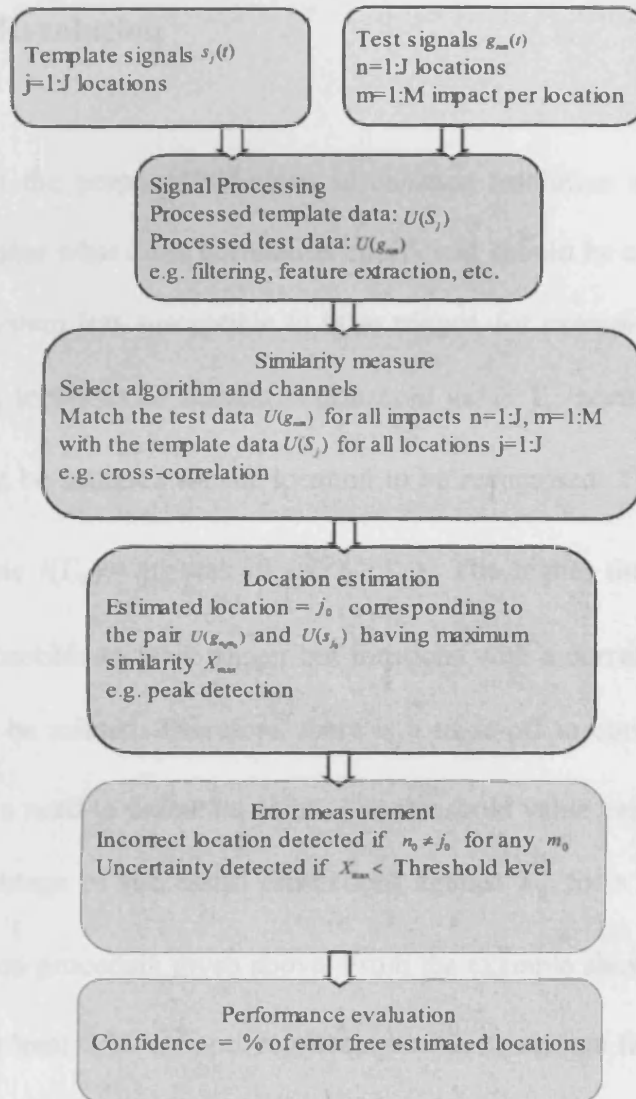 Template signals s_j(t)
j=1:J locations
Test signals g_nm(t)
n=1:J locations
m=1:M impact per location
Signal Processing
Processed template data: U(S_j)
Processed test data: U(g_nm)
e.g. filtering, feature extraction, etc.
Similarity measure
Select algorithm and channels
Match the test data U(g_nm) for all impacts n=1:J, m=1:M
with the template data U(S_j) for all locations j=1:J
e.g. cross-correlation
Location estimation
Estimated location = j_0 corresponding to
the pair U(g_n₀m₀) and U(s_j₀) having maximum
similarity X_max
e.g. peak detection
Error measurement
Incorrect location detected if n_0 ≠ j_0 for any m_0
Uncertainty detected if X_max < Threshold level
Performance evaluation
Confidence = % of error free estimated locations